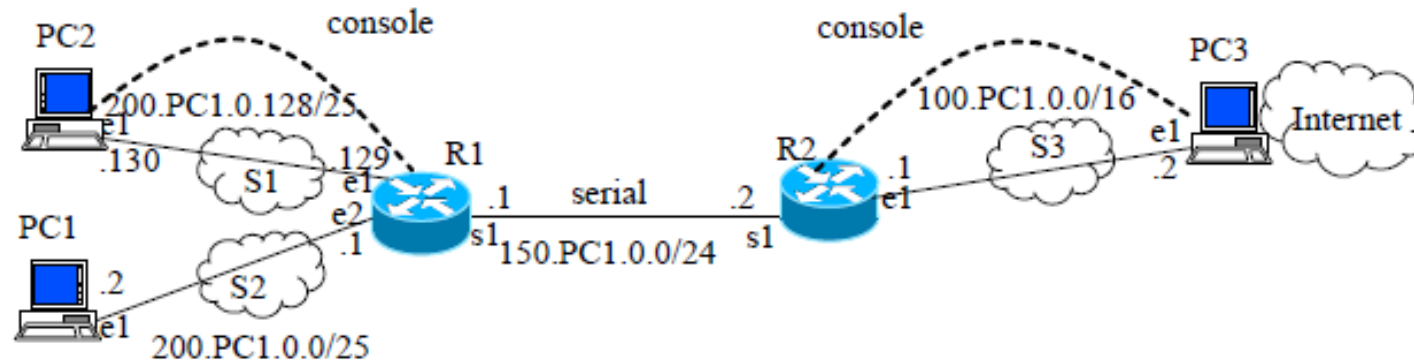 console
console
PC2
PC3
200.PC1.0.128/25
100.PC1.0.0/16
Internet
e1
e1
.130
.129
R1
R2
S3
S1
e1
.1
.2
e1
e2
.1
serial
.2
PC1
.1
s1
s1
150.PC1.0.0/24
.2
S2
e1
200.PC1.0.0/25